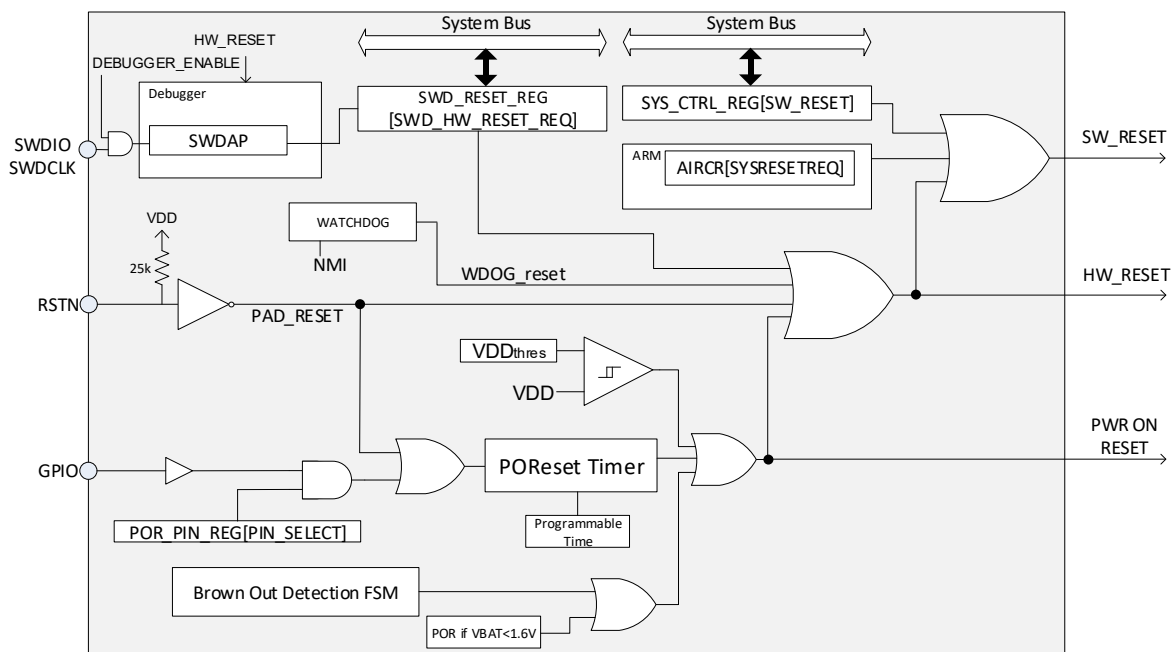 System Bus
System Bus
HW_RESET
DEBUGGER_ENABLE
Debugger
SWDAP
SWD_RESET_REG
[SWD_HW_RESET_REQ]
SYS_CTRL_REG[SW_RESET]
ARM
AIRCR[SYSRESETREQ]
SWDIO
SWDCLK
SW_RESET
VDD
25k
WATCHDOG
NMI
WDOG_reset
RSTN
PAD_RESET
HW_RESET
VDDthres
VDD
GPIO
POReset Timer
PWR ON
RESET
POR_PIN_REG[PIN_SELECT]
Programmable
Time
Brown Out Detection FSM
POR if VBAT<1.6V